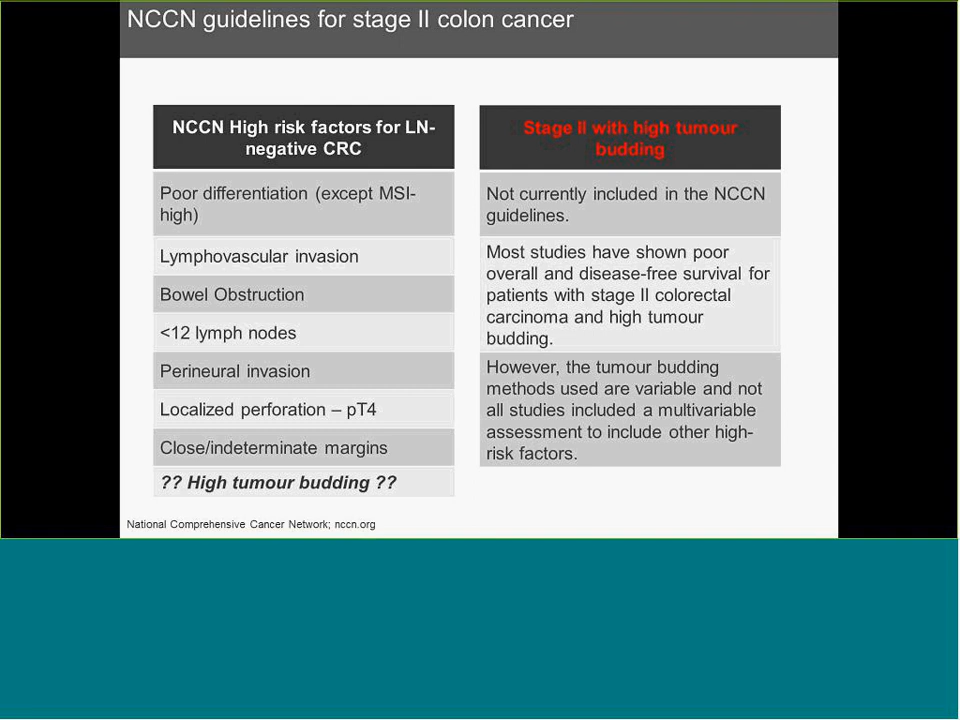 NCCN guidelines for stage II colon cancer
NCCN High risk factors for LN-
negative CRC
Poor differentiation (except MSI-
high)
Lymphovascular invasion
Bowel Obstruction
<12 lymph nodes
Perineural invasion
Localized perforation – pT4
Close/indeterminate margins
?? High tumour budding ??
Stage II with high tumour
budding
Not currently included in the NCCN
guidelines.
Most studies have shown poor
overall and disease-free survival for
patients with stage II colorectal
carcinoma and high tumour
budding.
However, the tumour budding
methods used are variable and not
all studies included a multivariable
assessment to include other high-
risk factors.
National Comprehensive Cancer Network; nccn.org